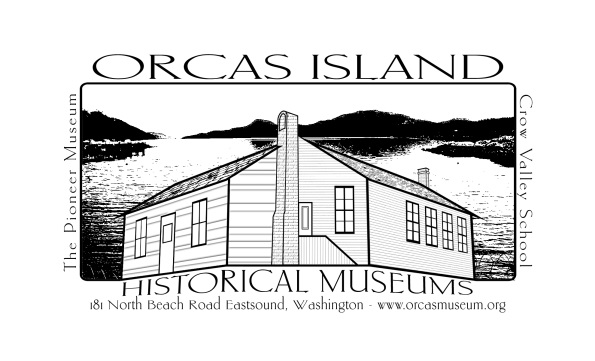 ORCAS ISLAND
The Pioneer Museum
Crow Valley School
HISTORICAL MUSEUMS
181 North Beach Road Eastsound, Washington - www.orcasmuseum.org